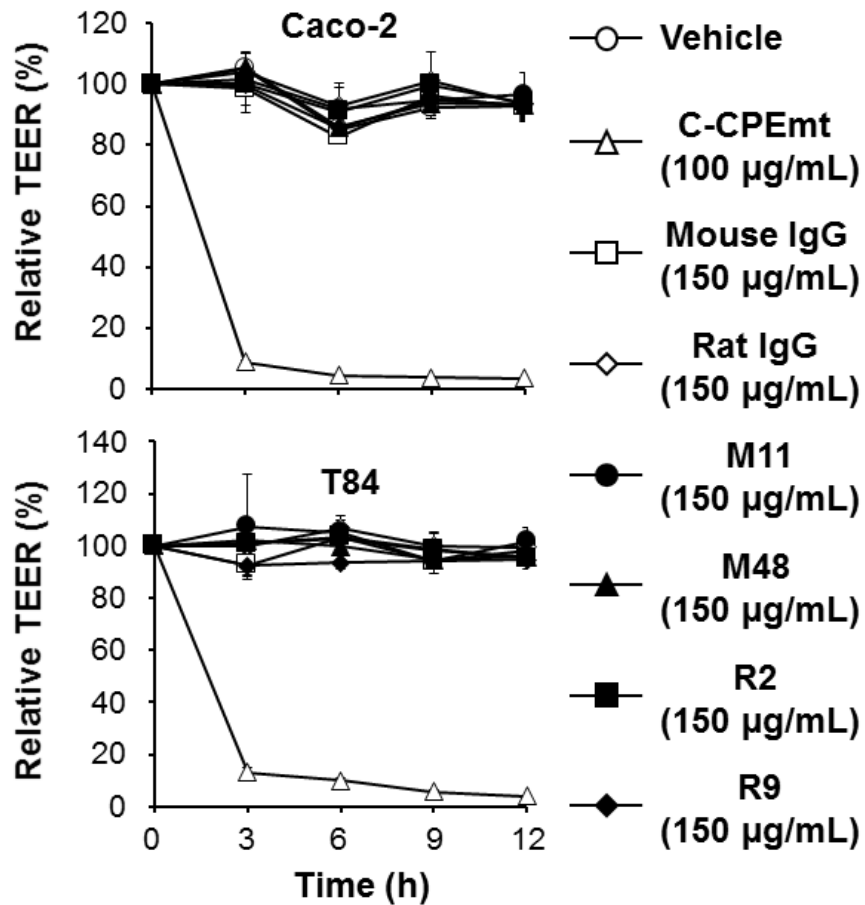 Caco-2
Relative TEER (%)
120
100
80
60
40
20
0
T84
Relative TEER (%)
140
120
100
80
60
40
20
0
0 3 6 9 12
Time (h)
Vehicle
C-CPEmt
(100 µg/mL)
Mouse IgG
(150 µg/mL)
Rat IgG
(150 µg/mL)
M11
(150 µg/mL)
M48
(150 µg/mL)
R2
(150 µg/mL)
R9
(150 µg/mL)